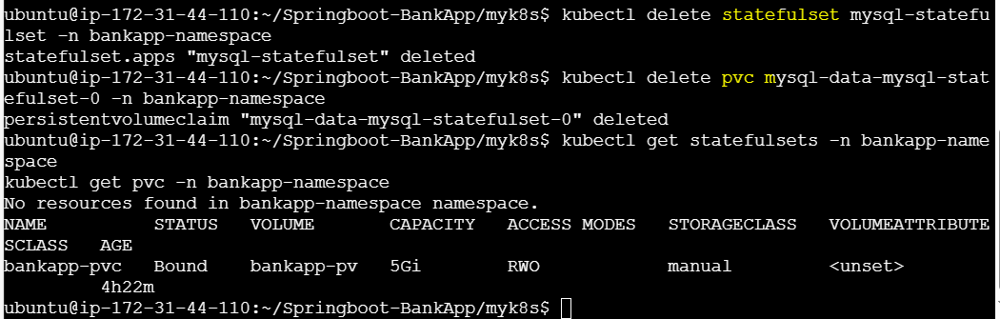 ubuntu@ip-172-31-44-110:~/Springboot-BankApp/myk8s$ kubectl delete statefulset mysql-statefu
lset -n bankapp-namespace
statefulset.apps "mysql-statefulset" deleted
ubuntu@ip-172-31-44-110:~/Springboot-BankApp/myk8s$ kubectl delete pvc mysql-data-mysql-stat
efulset-0 -n bankapp-namespace
persistentvolumeclaim "mysql-data-mysql-statefulset-0" deleted
ubuntu@ip-172-31-44-110:~/Springboot-BankApp/myk8s$ kubectl get statefulsets -n bankapp-name
space
kubectl get pvc -n bankapp-namespace
No resources found in bankapp-namespace namespace.
NAME          STATUS   VOLUME       CAPACITY   ACCESS MODES   STORAGECLASS   VOLUMEATTRIBUTE
SCLASS   AGE
bankapp-pvc   Bound    bankapp-pv   5Gi        RWO            manual         <unset>
         4h22m
ubuntu@ip-172-31-44-110:~/Springboot-BankApp/myk8s$